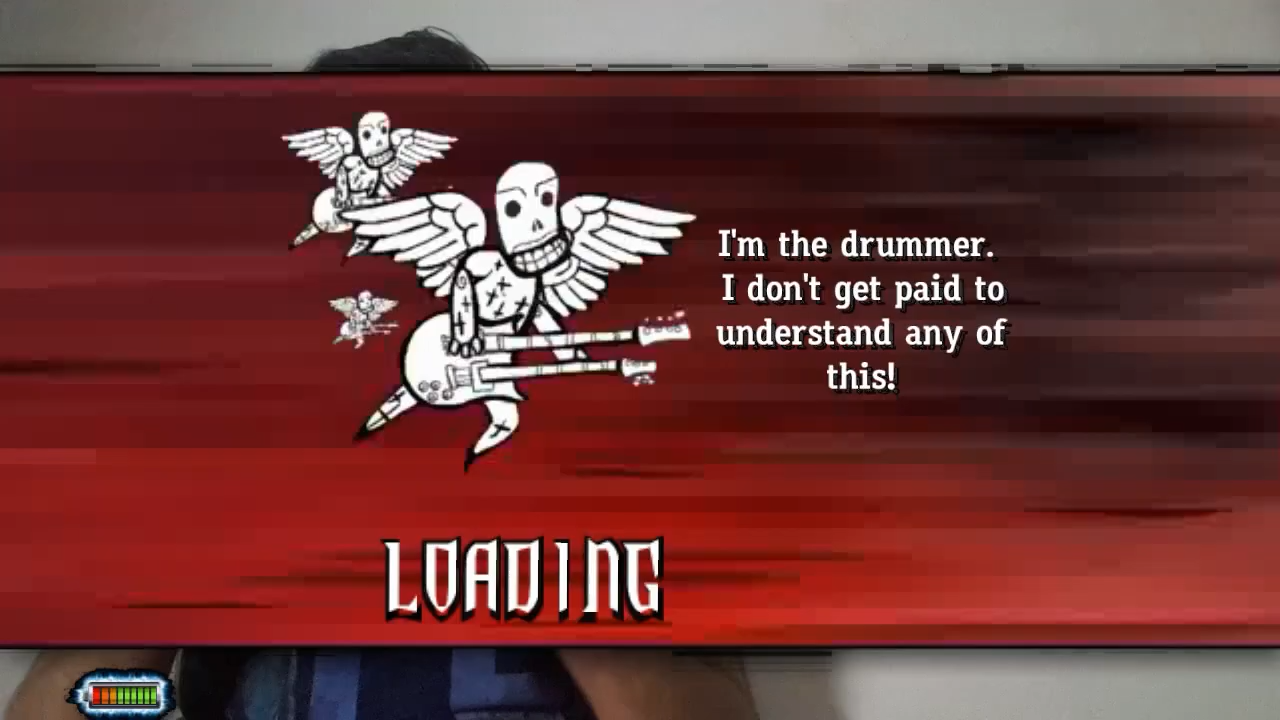 I'm the drummer.
I don't get paid to
understand any of
this!
LOADING